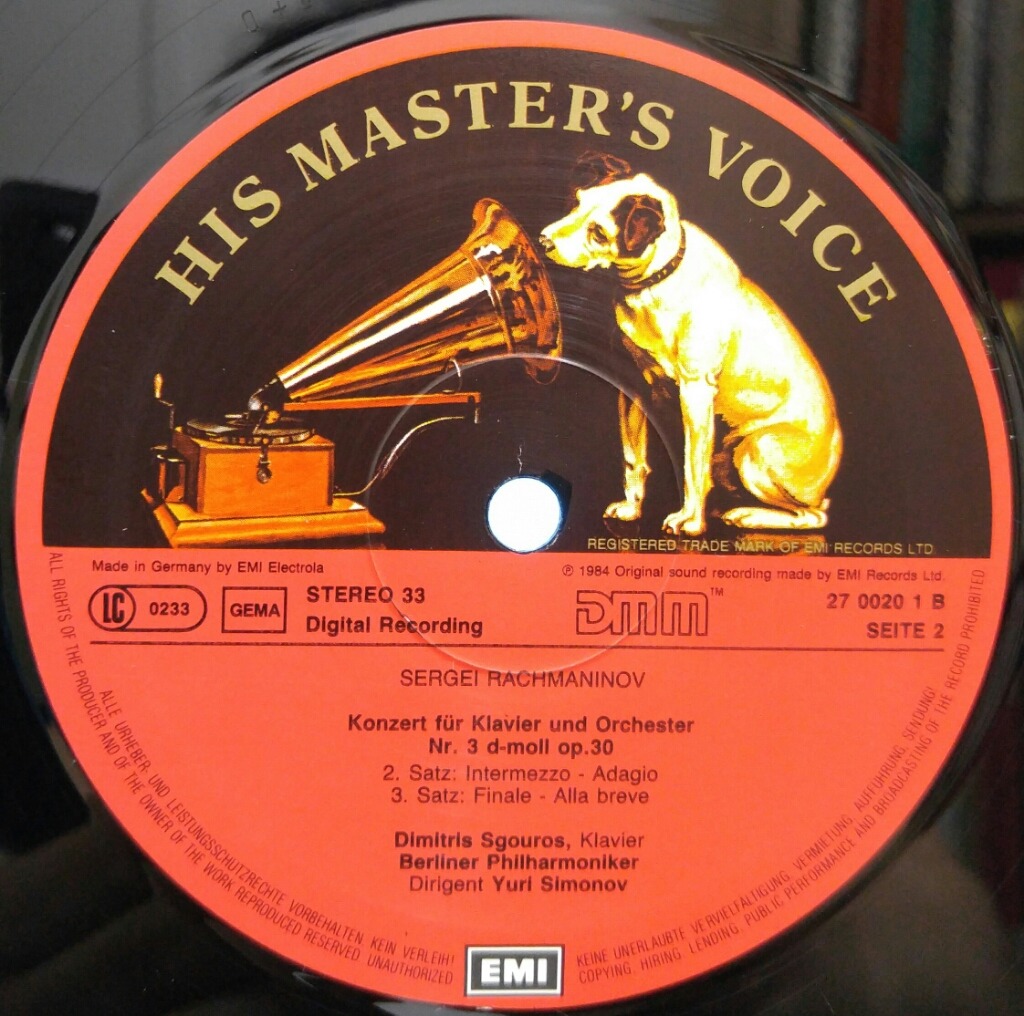 HIS MASTER'S VOICE
REGISTERED TRADE MARK OF EMI RECORDS LTD
Made in Germany by EMI Electrola
℗ 1984 Original sound recording made by EMI Records Ltd.
LC 0233
GEMA
STEREO 33
Digital Recording
DMM™
27 0020 1 B
SEITE 2
SERGEI RACHMANINOV
Konzert für Klavier und Orchester
Nr. 3 d-moll op.30
2. Satz: Intermezzo - Adagio
3. Satz: Finale - Alla breve
Dimitris Sgouros, Klavier
Berliner Philharmoniker
Dirigent Yuri Simonov
ALLE URHEBER- UND LEISTUNGSSCHUTZRECHTE VORBEHALTEN. KEIN VERLEIH! KEINE UNERLAUBTE VERVIELFÄLTIGUNG, VERMIETUNG, AUFFÜHRUNG, SENDUNG!
ALL RIGHTS OF THE PRODUCER AND OF THE OWNER OF THE WORK REPRODUCED RESERVED. UNAUTHORIZED COPYING, HIRING, LENDING, PUBLIC PERFORMANCE AND BROADCASTING OF THE RECORD PROHIBITED
EMI